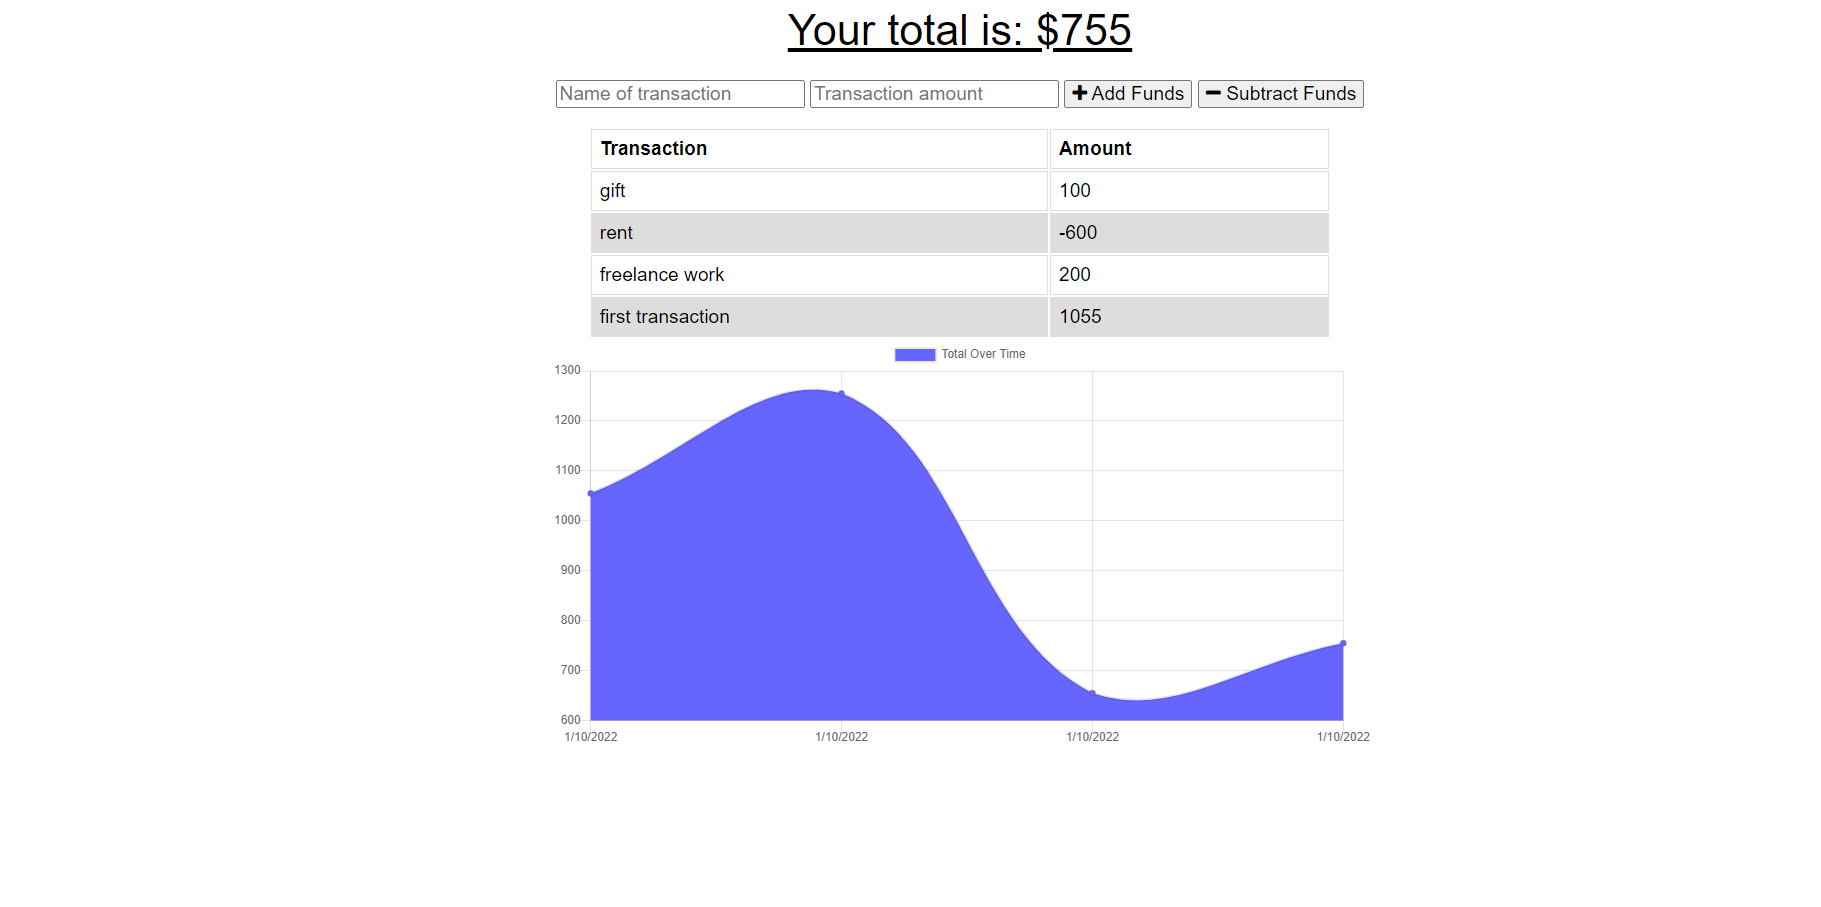 Your total is: $755
Name of transaction Transaction amount Add Funds Subtract Funds
Transaction Amount
gift 100
rent -600
freelance work 200
first transaction 1055
Total Over Time
1300
1200
1100
1000
900
800
700
600
1/10/2022 1/10/2022 1/10/2022 1/10/2022